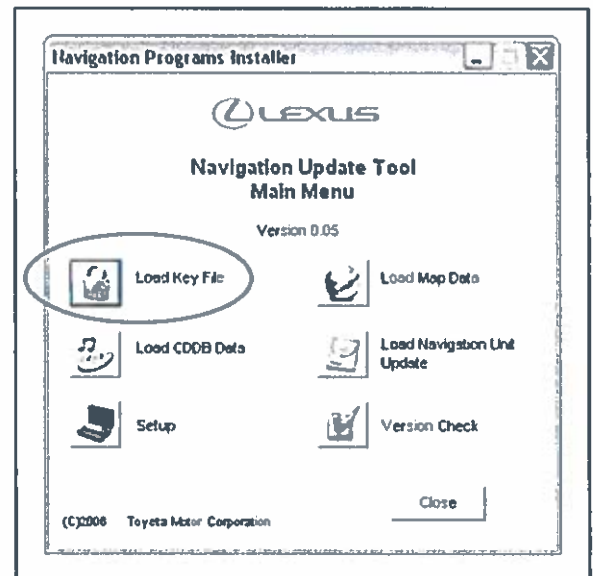 Navigation Programs Installer
LEXUS
Navigation Update Tool
Main Menu
Version 0.05
Load Key File
Load Map Data
Load CDDB Data
Load Navigation Unit
Update
Setup
Version Check
Close
(C)2006 Toyota Motor Corporation